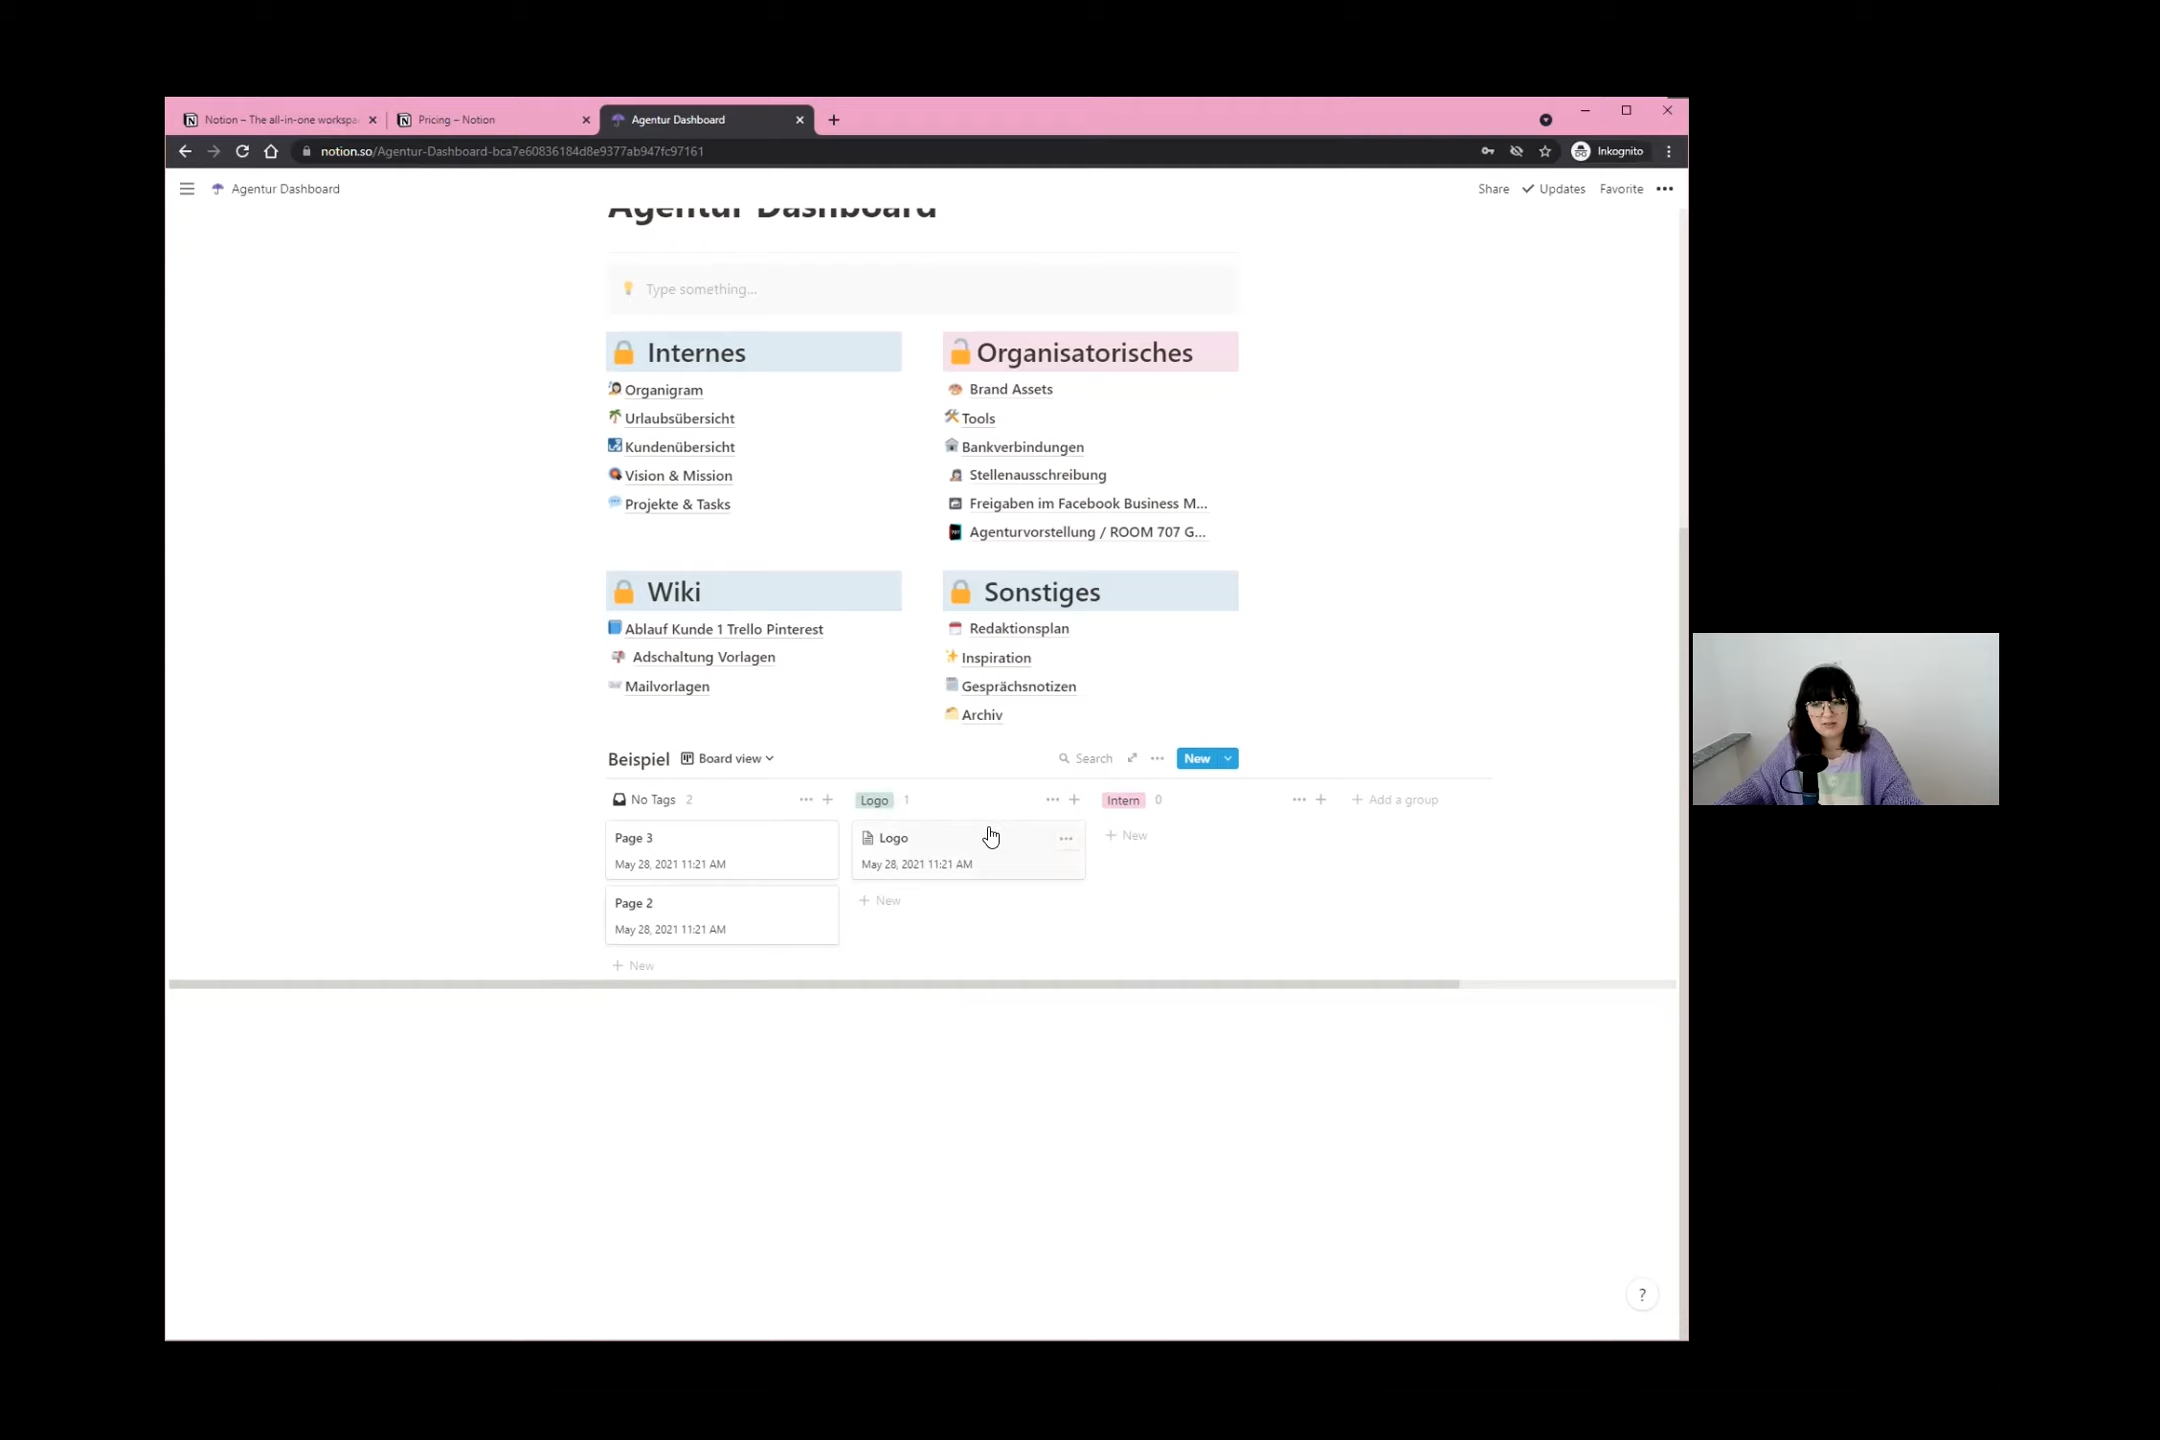 Notion – The all-in-one workspa
Pricing – Notion
Agentur Dashboard
notion.so/Agentur-Dashboard-bca7e60836184d8e9377ab947fc97161
Inkognito
Agentur Dashboard
Share
Updates
Favorite
Agentur Dashboard
Type something...
Internes
Organigram
Urlaubsübersicht
Kundenübersicht
Vision & Mission
Projekte & Tasks
Organisatorisches
Brand Assets
Tools
Bankverbindungen
Stellenausschreibung
Freigaben im Facebook Business M...
Agenturvorstellung / ROOM 707 G...
Wiki
Ablauf Kunde 1 Trello Pinterest
Adschaltung Vorlagen
Mailvorlagen
Sonstiges
Redaktionsplan
Inspiration
Gesprächsnotizen
Archiv
Beispiel
Board view
Search
New
No Tags 2
Page 3
May 28, 2021 11:21 AM
Page 2
May 28, 2021 11:21 AM
+ New
Logo 1
Logo
May 28, 2021 11:21 AM
+ New
Intern 0
+ New
+ Add a group
?